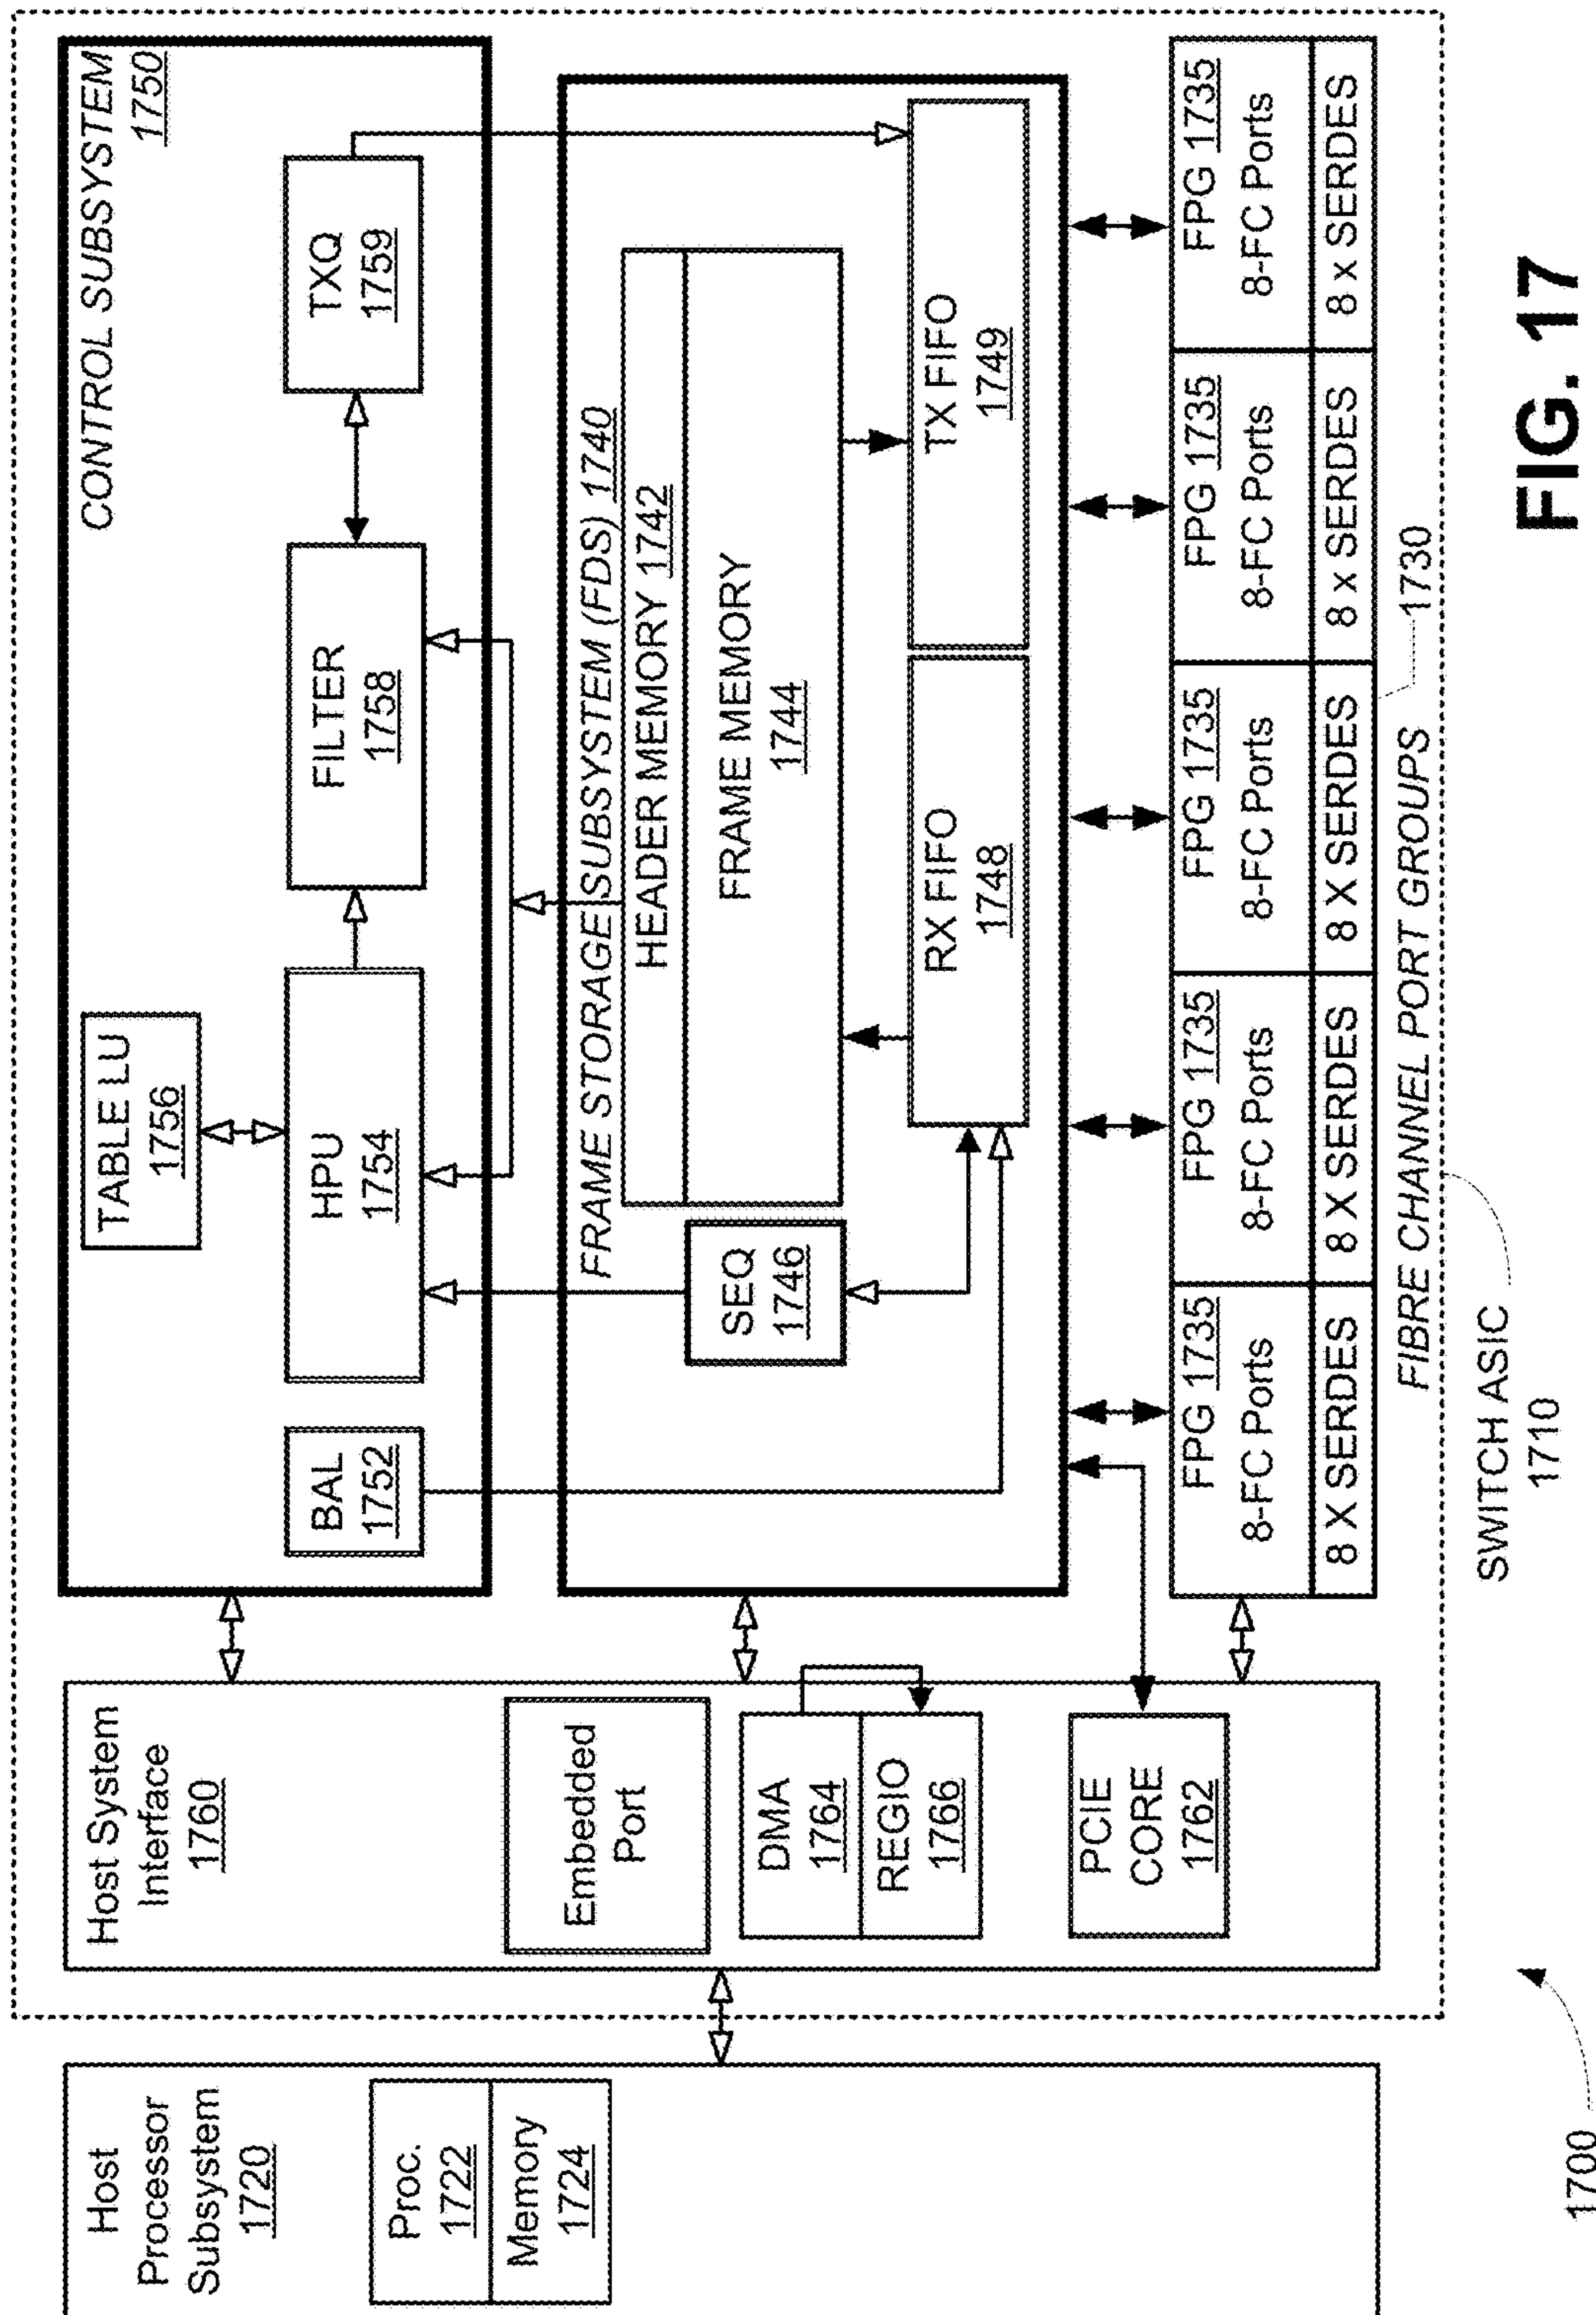 Host
Processor
Subsystem
1720
Proc.
1722
Memory
1724
Host System
Interface
1760
Embedded
Port
DMA
1764
REGIO
1766
PCIE
CORE
1762
CONTROL SUBSYSTEM
1750
BAL
1752
TABLE LU
1756
HPU
1754
FILTER
1758
TXQ
1759
FRAME STORAGE SUBSYSTEM (FDS) 1740
HEADER MEMORY 1742
FRAME MEMORY
1744
SEQ
1746
RX FIFO
1748
TX FIFO
1749
FPG 1735
8-FC Ports
8 X SERDES
FPG 1735
8-FC Ports
8 X SERDES
FPG 1735
8-FC Ports
8 X SERDES
FPG 1735
8-FC Ports
8 x SERDES
FPG 1735
8-FC Ports
8 x SERDES
FIBRE CHANNEL PORT GROUPS
1730
SWITCH ASIC
1710
1700
FIG. 17